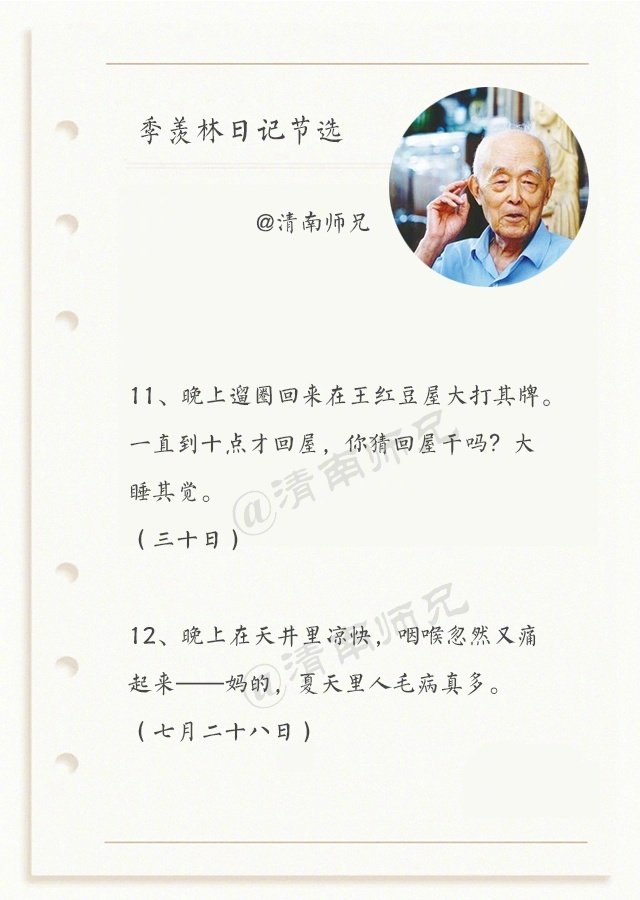 季羡林日记节选
@清南师兄
11、晚上遛圈回来在王红豆屋大打其牌。
一直到十点才回屋，你猜回屋干吗？大
睡其觉。
（三十日）
@清南师兄
12、晚上在天井里凉快，咽喉忽然又痛
起来——妈的，夏天里人毛病真多。
（七月二十八日）
@清南师兄